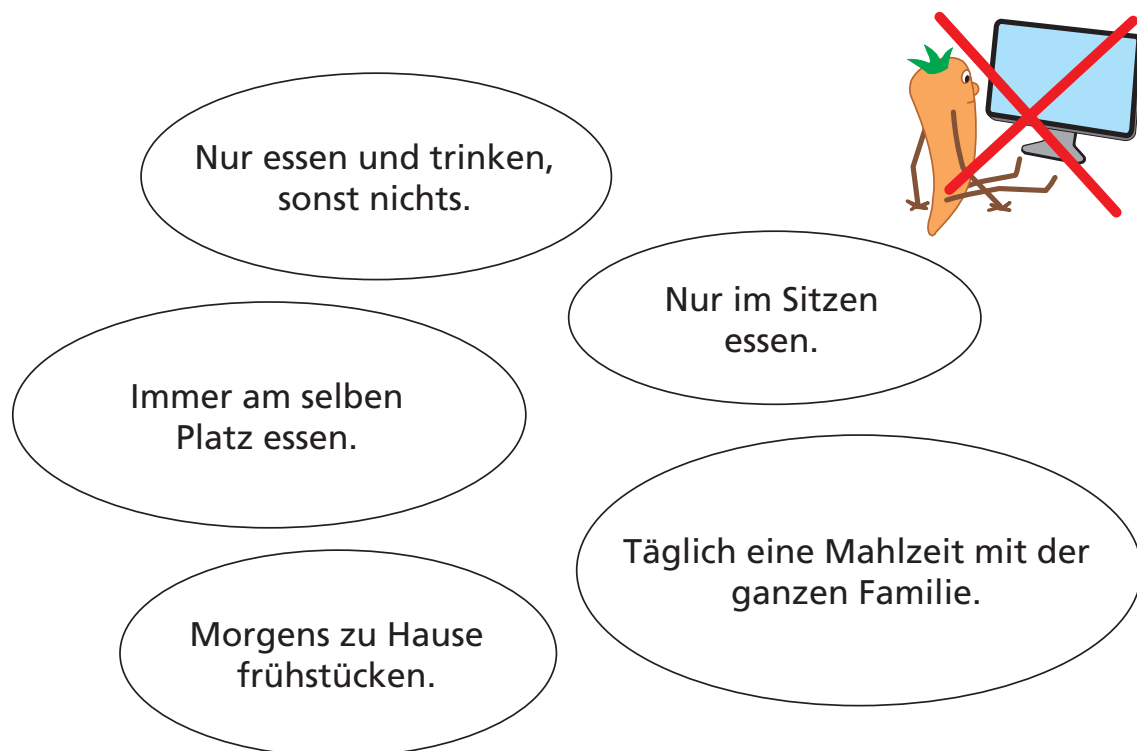 Nur essen und trinken,
sonst nichts.
Nur im Sitzen
essen.
Immer am selben
Platz essen.
Täglich eine Mahlzeit mit der
ganzen Familie.
Morgens zu Hause
frühstücken.